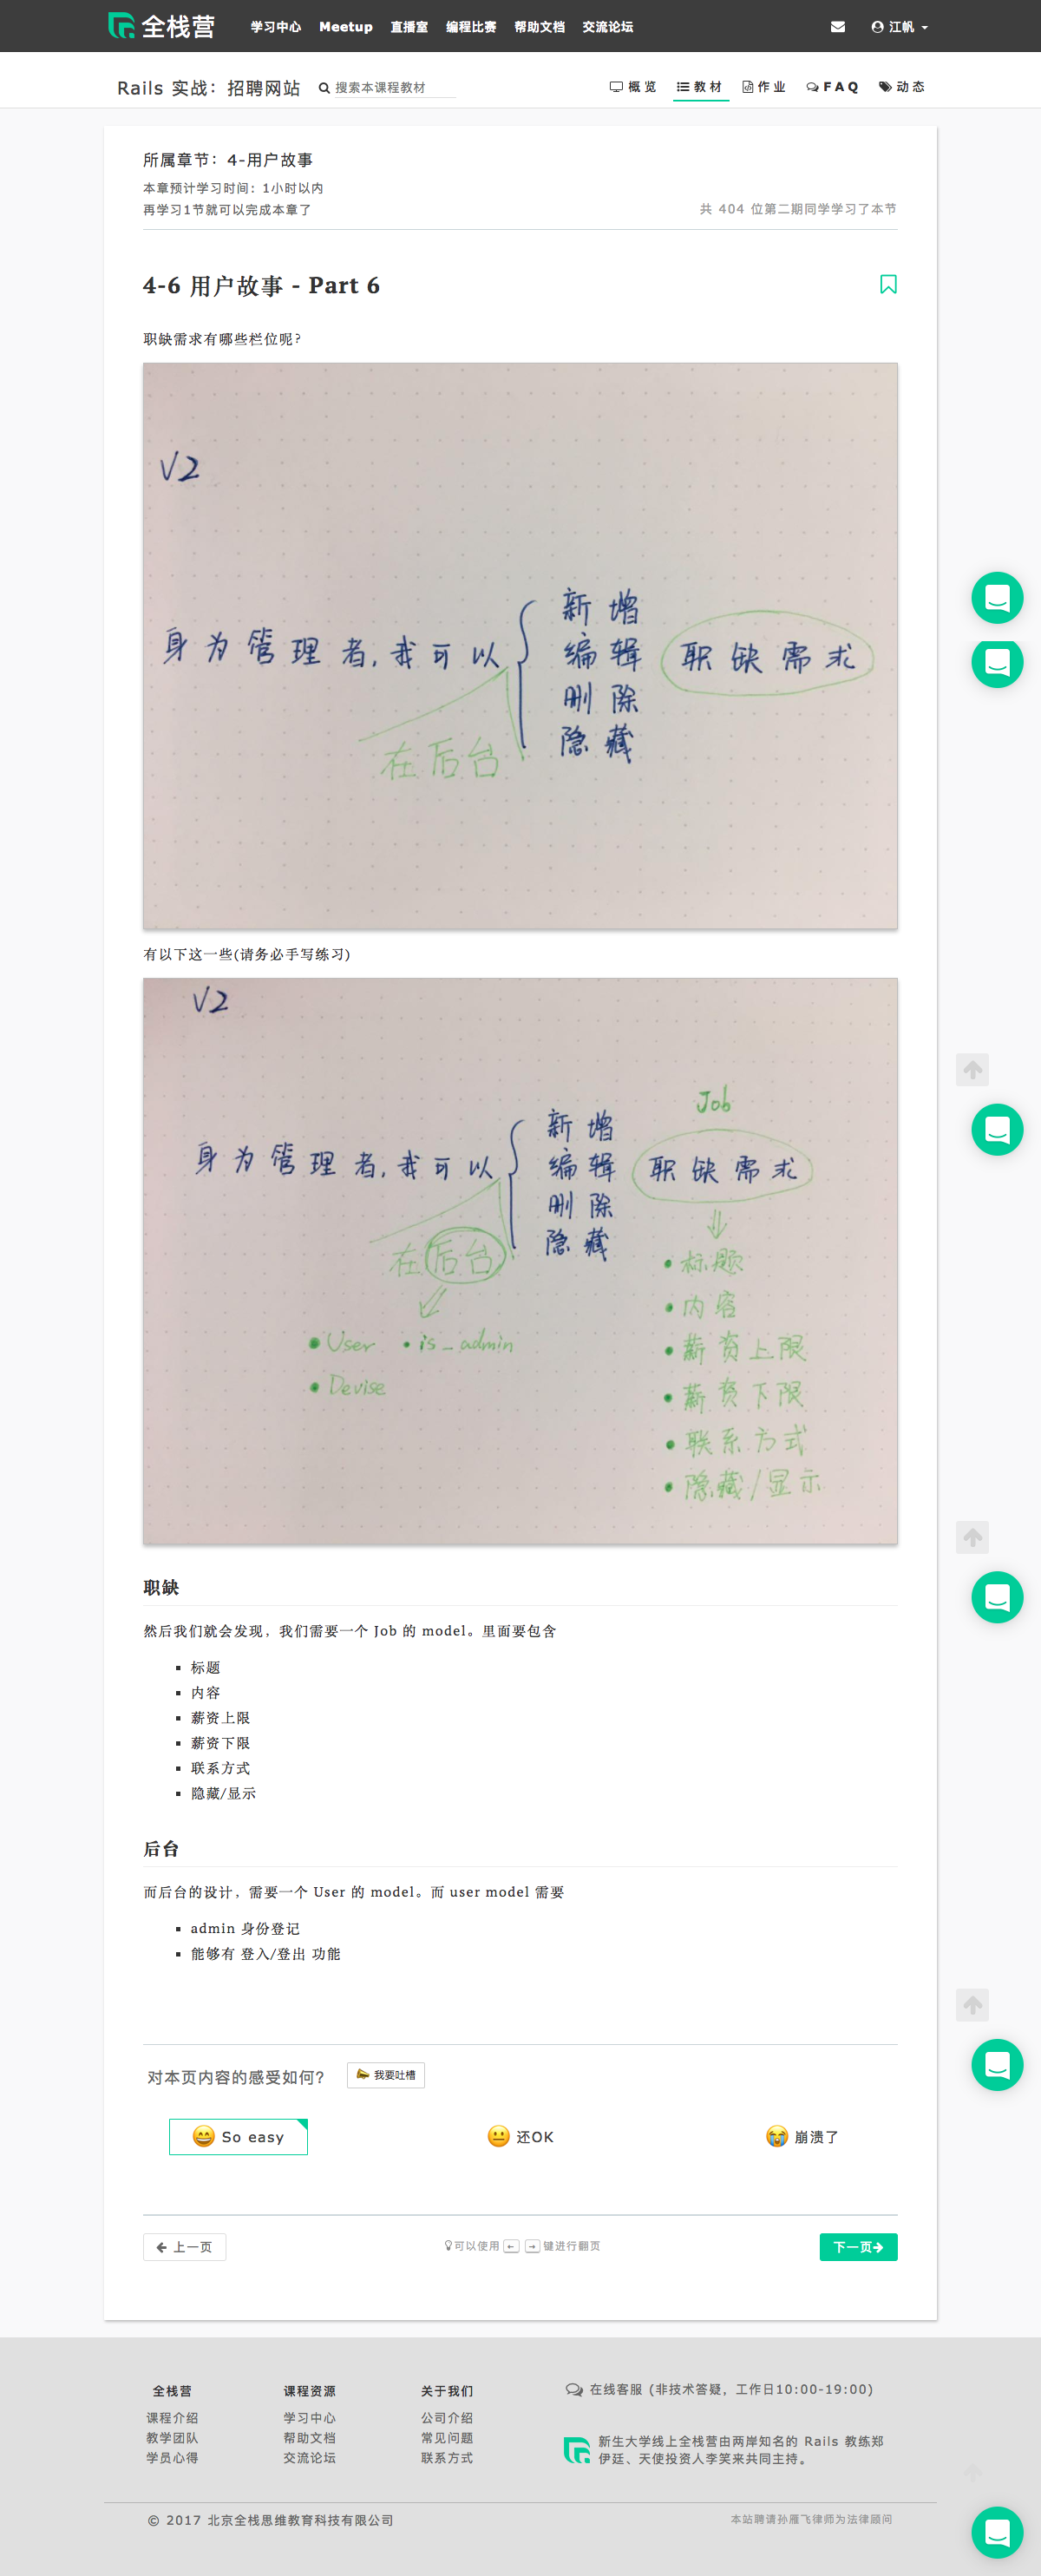 全栈营 学习中心 Meetup 直播室 编程比赛 帮助文档 交流论坛 江帆
Rails 实战：招聘网站 搜索本课程教材 概览 教材 作业 FAQ 动态
所属章节：4-用户故事
本章预计学习时间：1小时以内
再学习1节就可以完成本章了 共 404 位第二期同学学习了本节
4-6 用户故事 - Part 6
职缺需求有哪些栏位呢？
V2
身为管理者,我可以
新增
编辑
删除
隐藏
职缺需求
在后台
有以下这一些(请务必手写练习)
V2
Job
身为管理者,我可以
新增
编辑
删除
隐藏
职缺需求
在后台
• User • is_admin
• Devise
• 标题
• 内容
• 薪资上限
• 薪资下限
• 联系方式
• 隐藏/显示
职缺
然后我们就会发现，我们需要一个 Job 的 model。里面要包含
标题
内容
薪资上限
薪资下限
联系方式
隐藏/显示
后台
而后台的设计，需要一个 User 的 model。而 user model 需要
admin 身份登记
能够有 登入/登出 功能
对本页内容的感受如何？ 我要吐槽
So easy 还OK 崩溃了
← 上一页 可以使用 ← → 键进行翻页 下一页→
全栈营 课程资源 关于我们 在线客服 (非技术答疑，工作日10:00-19:00)
课程介绍 学习中心 公司介绍
教学团队 帮助文档 常见问题
学员心得 交流论坛 联系方式
新生大学线上全栈营由两岸知名的 Rails 教练郑
伊廷、天使投资人李笑来共同主持。
© 2017 北京全栈思维教育科技有限公司 本站聘请孙雁飞律师为法律顾问